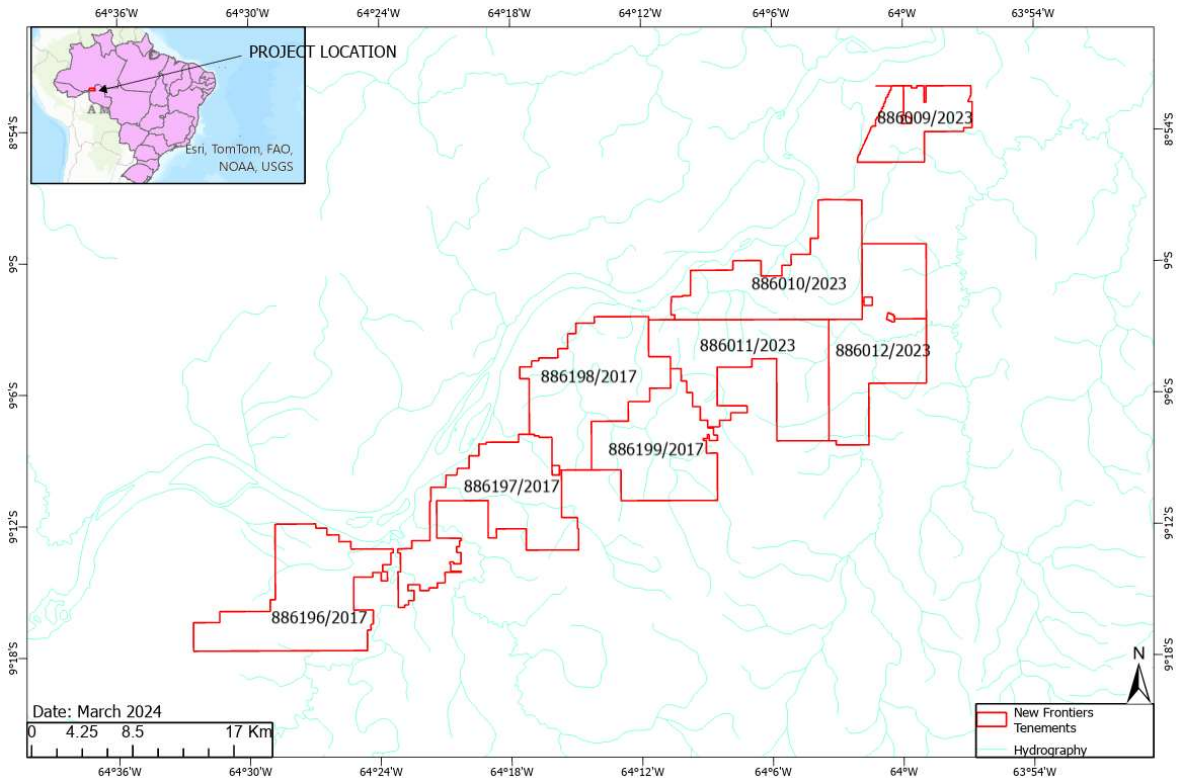 64°36'W 64°30'W 64°24'W 64°18'W 64°12'W 64°6'W 64°W 63°54'W
PROJECT LOCATION
A
Esri, TomTom, FAO,
NOAA, USGS
8°54'S 8°54'S
886009/2023
9°S 9°S
886010/2023
886011/2023
886012/2023
886198/2017
9°6'S 9°6'S
886199/2017
886197/2017
9°12'S 9°12'S
886196/2017
9°18'S 9°18'S
N
Date: March 2024
0 4.25 8.5 17 Km
New Frontiers
Tenements
Hydrography
64°36'W 64°30'W 64°24'W 64°18'W 64°12'W 64°6'W 64°W 63°54'W